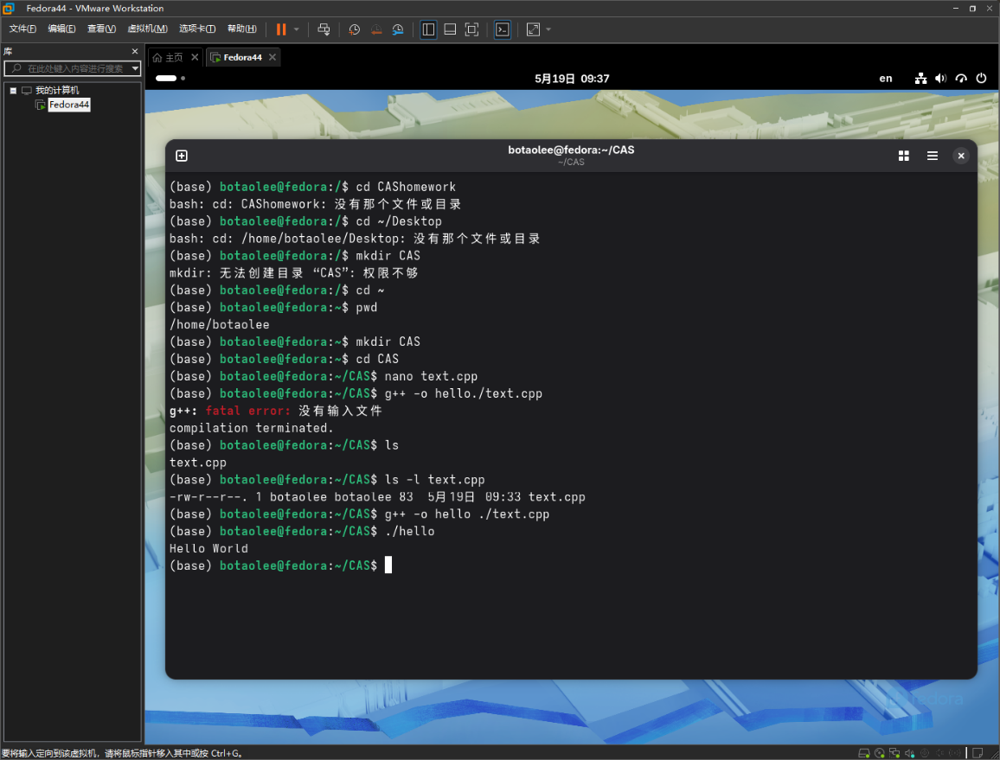 Fedora44 - VMware Workstation
文件(F) 编辑(E) 查看(V) 虚拟机(M) 选项卡(T) 帮助(H)
库
在此处键入内容进行搜索
我的计算机
Fedora44
主页 Fedora44
5月19日 09:37
en
botaolee@fedora:~/CAS
~/CAS
(base) botaolee@fedora:/$ cd CAShomework
bash: cd: CAShomework: 没有那个文件或目录
(base) botaolee@fedora:/$ cd ~/Desktop
bash: cd: /home/botaolee/Desktop: 没有那个文件或目录
(base) botaolee@fedora:/$ mkdir CAS
mkdir: 无法创建目录 “CAS”: 权限不够
(base) botaolee@fedora:/$ cd ~
(base) botaolee@fedora:~$ pwd
/home/botaolee
(base) botaolee@fedora:~$ mkdir CAS
(base) botaolee@fedora:~$ cd CAS
(base) botaolee@fedora:~/CAS$ nano text.cpp
(base) botaolee@fedora:~/CAS$ g++ -o hello./text.cpp
g++: fatal error: 没有输入文件
compilation terminated.
(base) botaolee@fedora:~/CAS$ ls
text.cpp
(base) botaolee@fedora:~/CAS$ ls -l text.cpp
-rw-r--r--. 1 botaolee botaolee 83  5月19日 09:33 text.cpp
(base) botaolee@fedora:~/CAS$ g++ -o hello ./text.cpp
(base) botaolee@fedora:~/CAS$ ./hello
Hello World
(base) botaolee@fedora:~/CAS$
fedora
要将输入定向到该虚拟机，请将鼠标指针移入其中或按 Ctrl+G。